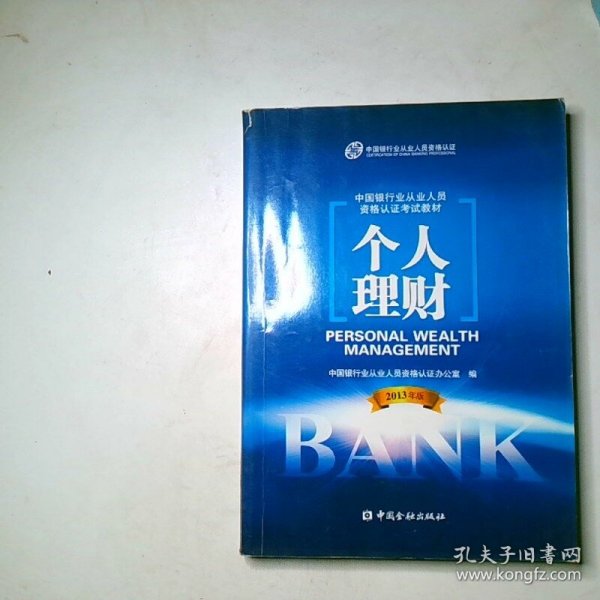 中国银行业从业人员资格认证
CERTIFICATION OF CHINA BANKING PROFESSIONAL
中国银行业从业人员
资格认证考试教材
个人
理财
PERSONAL WEALTH
MANAGEMENT
中国银行业从业人员资格认证办公室 编
2013年版
BANK
中国金融出版社
孔夫子旧书网
www.kongfz.com